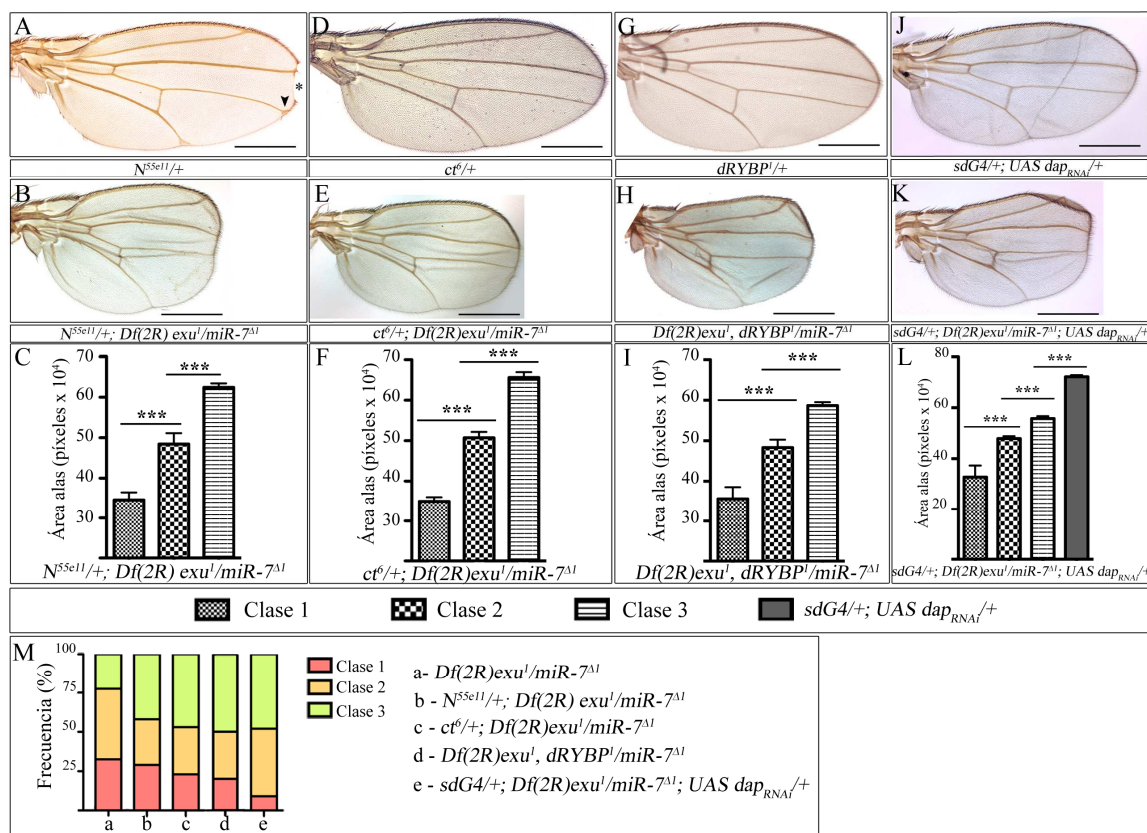 A
D
G
J
*
N55e11/+
ct6/+
dRYBP1/+
sdG4/+; UAS dapRNAi/+
B
E
H
K
N55e11/+; Df(2R) exu1/miR-7Δ1
ct6/+; Df(2R)exu1/miR-7Δ1
Df(2R)exu1, dRYBP1/miR-7Δ1
sdG4/+; Df(2R)exu1/miR-7Δ1; UAS dapRNAi/+
C
Área alas (píxeles x 104)
70
60
50
40
30
***
***
N55e11/+; Df(2R) exu1/miR-7Δ1
F
Área alas (píxeles x 104)
70
60
50
40
30
***
***
ct6/+; Df(2R)exu1/miR-7Δ1
I
Área alas (píxeles x 104)
70
60
50
40
30
***
***
Df(2R)exu1, dRYBP1/miR-7Δ1
L
Área alas (píxeles x 104)
80
60
40
20
0
***
***
***
sdG4/+; Df(2R)exu1/miR-7Δ1; UAS dapRNAi/+
Clase 1
Clase 2
Clase 3
sdG4/+; UAS dapRNAi/+
M
Frecuencia (%)
100
75
50
25
a b c d e
Clase 1
Clase 2
Clase 3
a- Df(2R)exu1/miR-7Δ1
b - N55e11/+; Df(2R) exu1/miR-7Δ1
c - ct6/+; Df(2R)exu1/miR-7Δ1
d - Df(2R)exu1, dRYBP1/miR-7Δ1
e - sdG4/+; Df(2R)exu1/miR-7Δ1; UAS dapRNAi/+